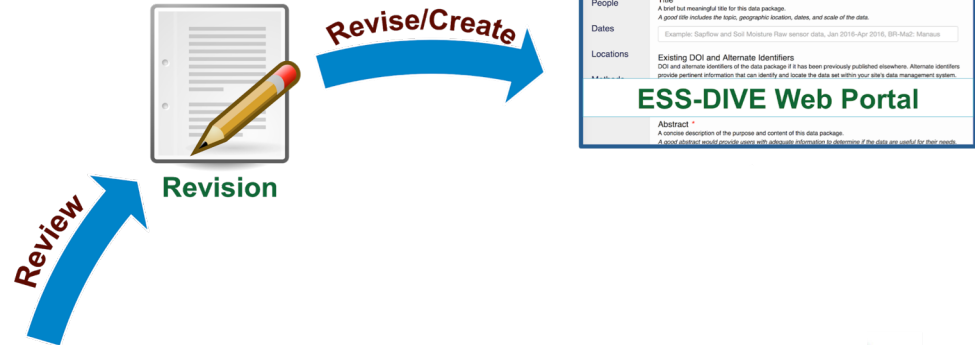 People
Title
A brief but meaningful title for this data package.
A good title includes the topic, geographic location, dates, and scale of the data.
Dates
Example: Sapflow and Soil Moisture Raw sensor data, Jan 2016-Apr 2016, BR-Ma2: Manaus
Locations
Existing DOI and Alternate Identifiers
DOI and alternate identifiers of the data package if it has been previously published elsewhere. Alternate identifiers
provide pertinent information that can identify and locate the data set within your site's data management system.
Methods
ESS-DIVE Web Portal
Abstract *
A concise description of the purpose and content of this data package.
A good abstract would provide users with adequate information to determine if the data are useful for their needs.
Revise/Create
Revision
Review